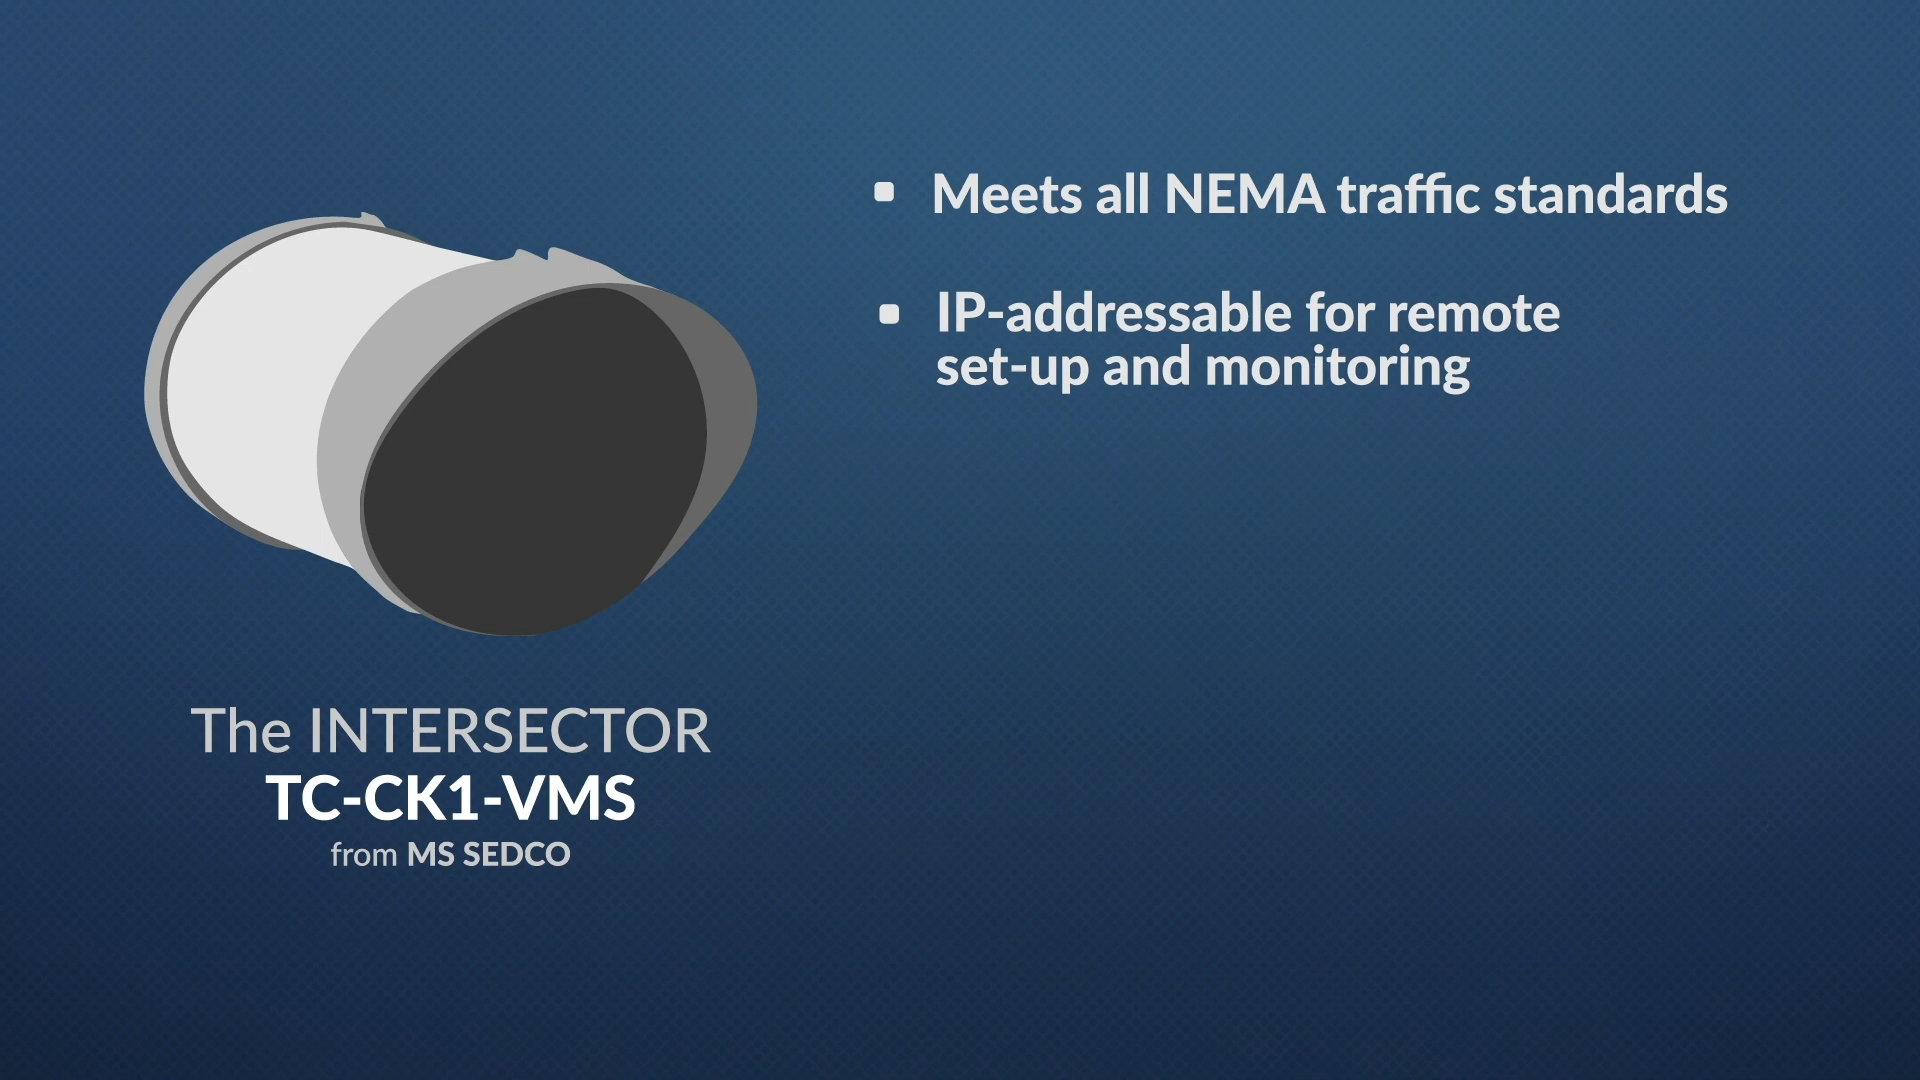 Meets all NEMA traffic standards
IP-addressable for remote
set-up and monitoring
The INTERSECTOR
TC-CK1-VMS
from MS SEDCO